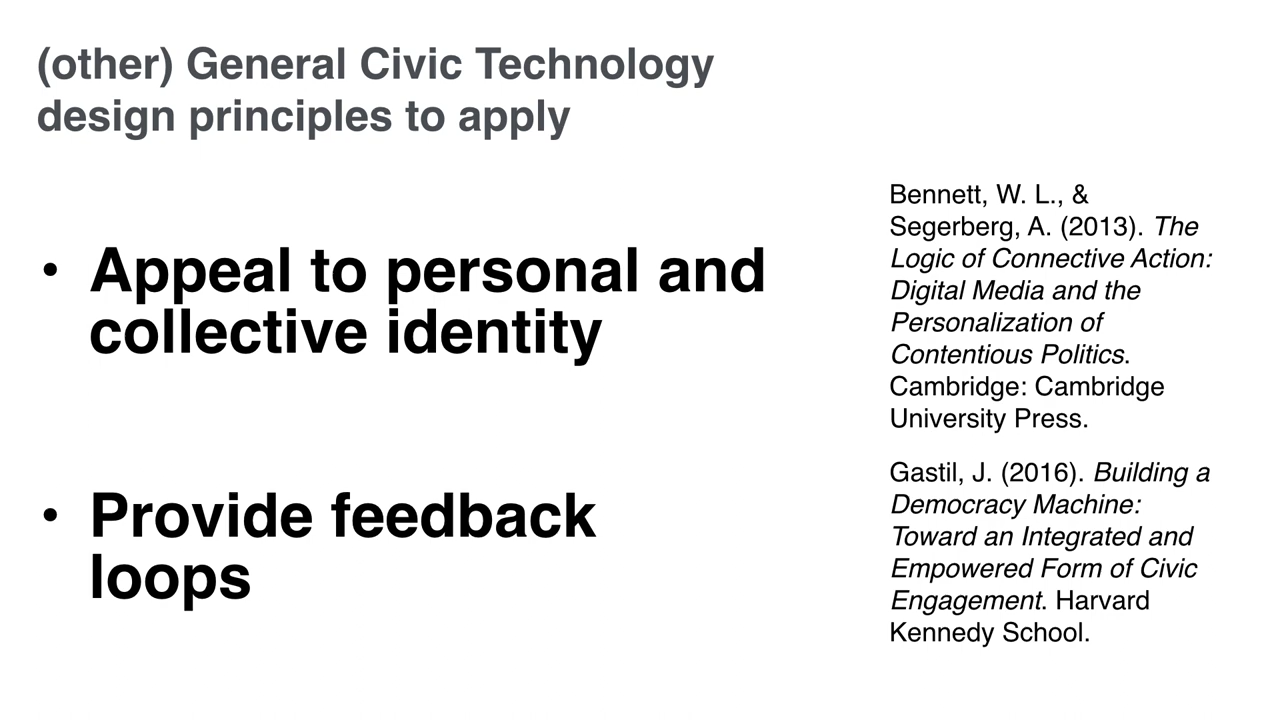 (other) General Civic Technology
design principles to apply
• Appeal to personal and
collective identity
• Provide feedback
loops
Bennett, W. L., &
Segerberg, A. (2013). The
Logic of Connective Action:
Digital Media and the
Personalization of
Contentious Politics.
Cambridge: Cambridge
University Press.
Gastil, J. (2016). Building a
Democracy Machine:
Toward an Integrated and
Empowered Form of Civic
Engagement. Harvard
Kennedy School.